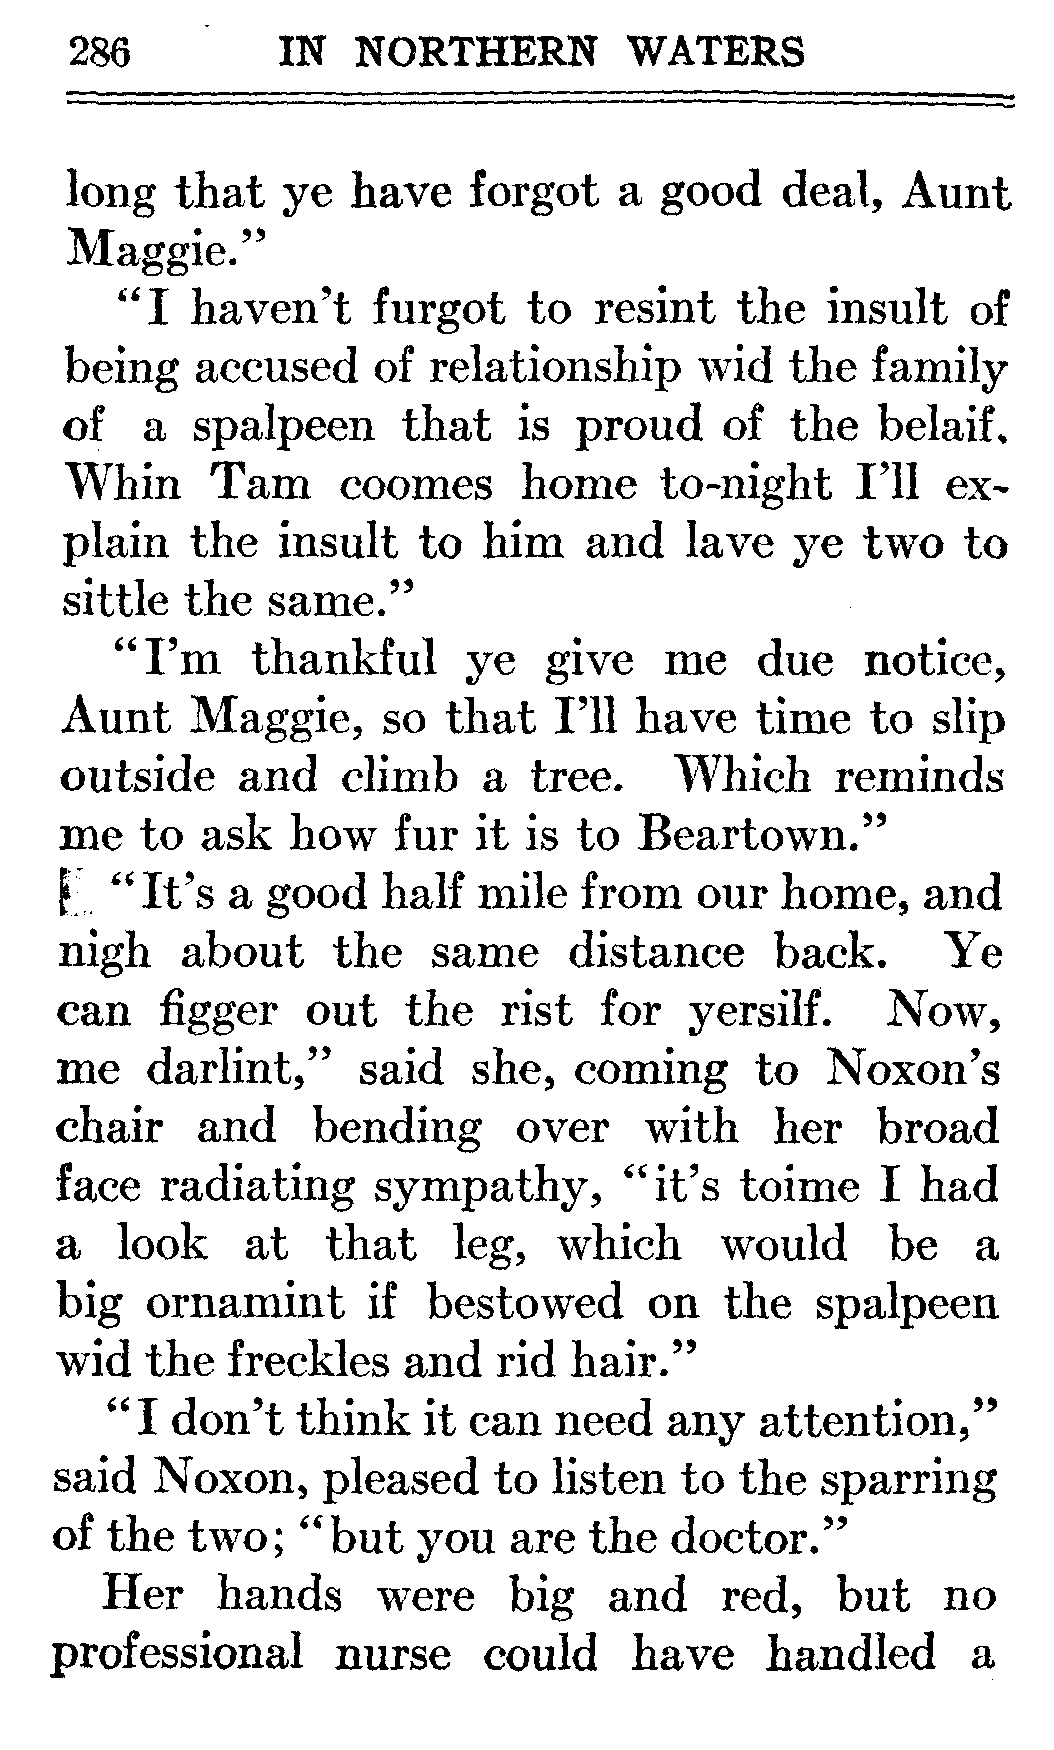 286 IN NORTHERN WATERS
long that ye have forgot a good deal, Aunt
Maggie."
"I haven't furgot to resint the insult of
being accused of relationship wid the family
of a spalpeen that is proud of the belaif.
Whin Tam coomes home to-night I'll ex-
plain the insult to him and lave ye two to
sittle the same."
"I'm thankful ye give me due notice,
Aunt Maggie, so that I'll have time to slip
outside and climb a tree. Which reminds
me to ask how fur it is to Beartown."
"It's a good half mile from our home, and
nigh about the same distance back. Ye
can figger out the rist for yersilf. Now,
me darlint," said she, coming to Noxon's
chair and bending over with her broad
face radiating sympathy, "it's toime I had
a look at that leg, which would be a
big ornamint if bestowed on the spalpeen
wid the freckles and rid hair."
"I don't think it can need any attention,"
said Noxon, pleased to listen to the sparring
of the two; "but you are the doctor."
Her hands were big and red, but no
professional nurse could have handled a